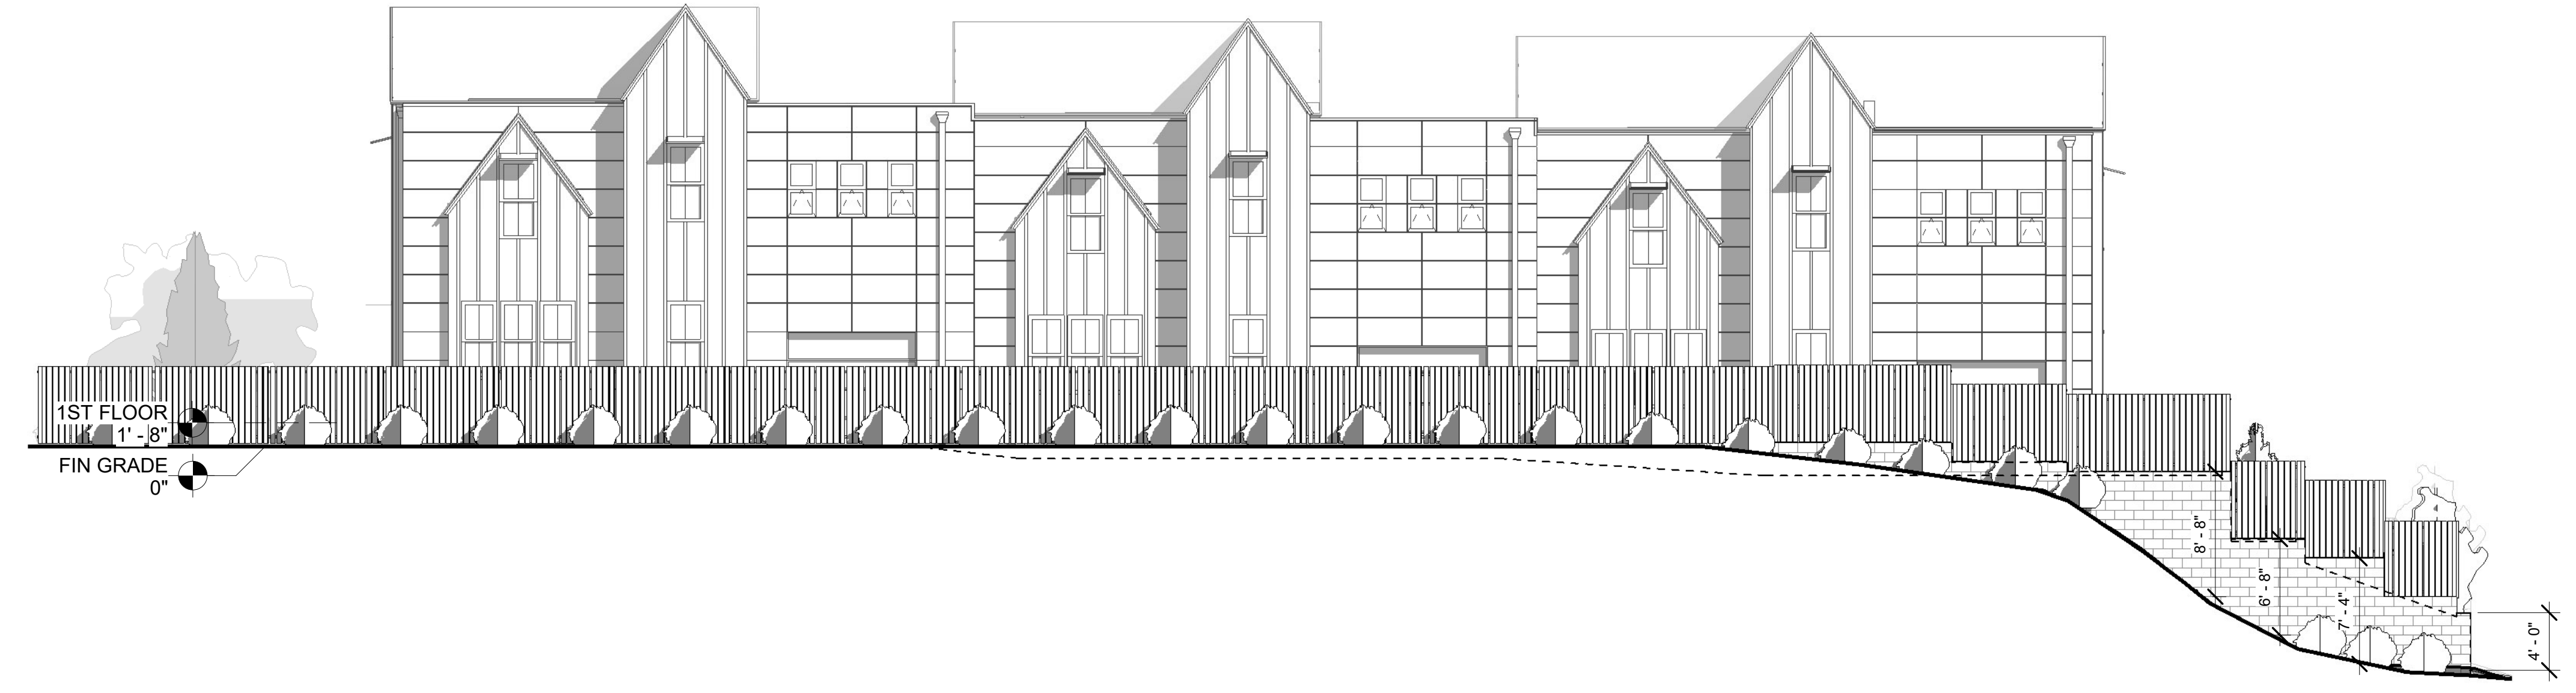 1ST FLOOR
1' - 8"
FIN GRADE
0"
8' - 8"
6' - 8"
7' - 4"
4' - 0"